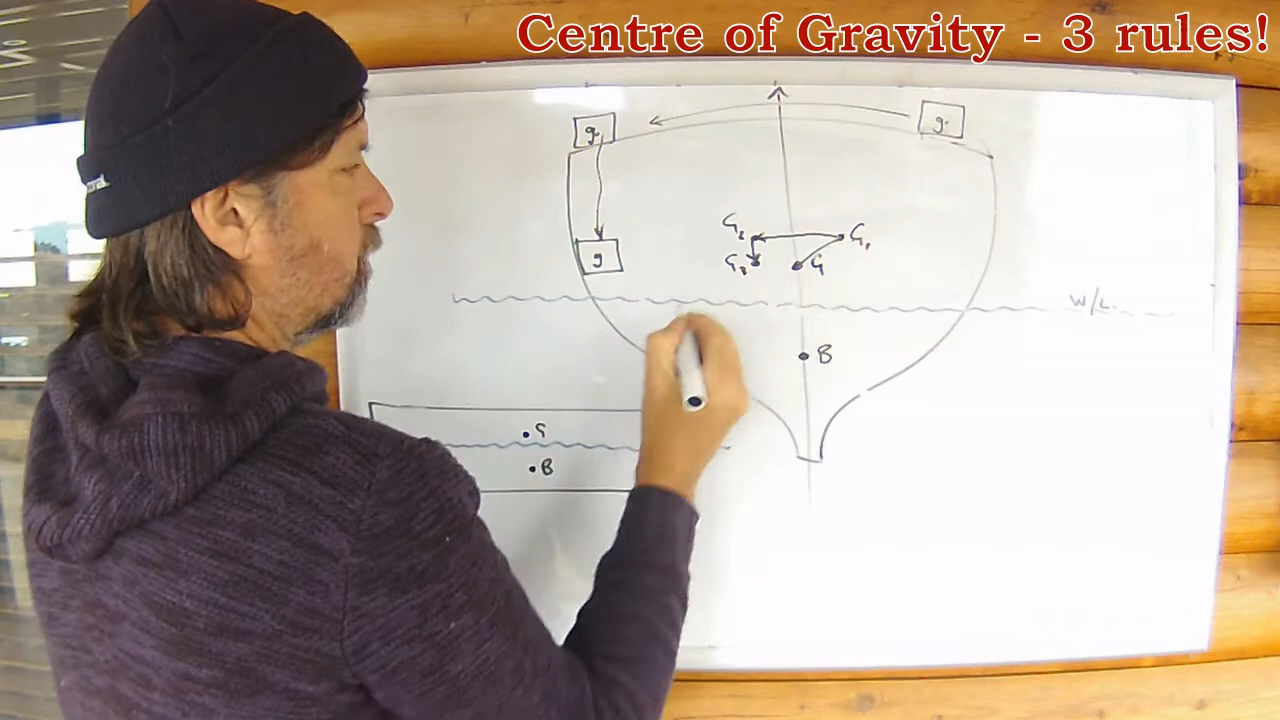 Centre of Gravity - 3 rules!
g
g
g
G₂
G₁
G₃
G
W/L
B
G
B